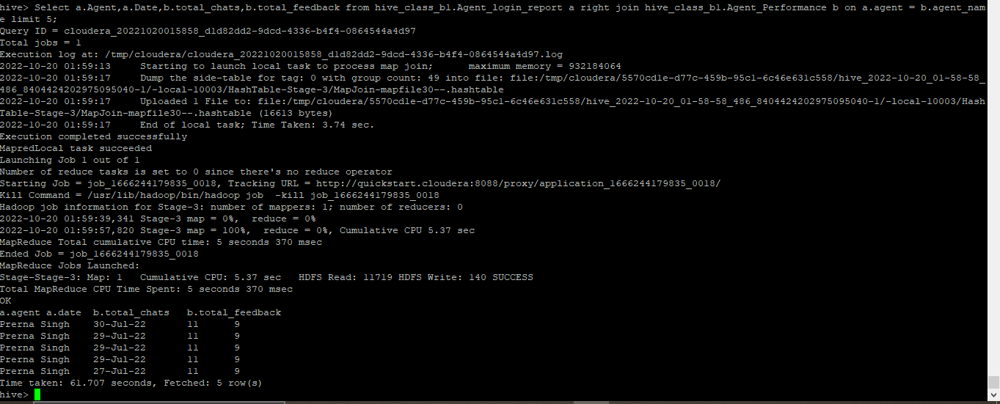 hive> Select a.Agent,a.Date,b.total_chats,b.total_feedback from hive_class_b1.Agent_login_report a right join hive_class_b1.Agent_Performance b on a.agent = b.agent_nam
e limit 5;
Query ID = cloudera_20221020015858_d1d82dd2-9dcd-4336-b4f4-0864544a4d97
Total jobs = 1
Execution log at: /tmp/cloudera/cloudera_20221020015858_d1d82dd2-9dcd-4336-b4f4-0864544a4d97.log
2022-10-20 01:59:13     Starting to launch local task to process map join;      maximum memory = 932184064
2022-10-20 01:59:17     Dump the side-table for tag: 0 with group count: 49 into file: file:/tmp/cloudera/5570cd1e-d77c-459b-95c1-6c46e631c558/hive_2022-10-20_01-58-58_
486_8404424202975095040-1/-local-10003/HashTable-Stage-3/MapJoin-mapfile30--.hashtable
2022-10-20 01:59:17     Uploaded 1 File to: file:/tmp/cloudera/5570cd1e-d77c-459b-95c1-6c46e631c558/hive_2022-10-20_01-58-58_486_8404424202975095040-1/-local-10003/Hash
Table-Stage-3/MapJoin-mapfile30--.hashtable (16613 bytes)
2022-10-20 01:59:17     End of local task; Time Taken: 3.74 sec.
Execution completed successfully
MapredLocal task succeeded
Launching Job 1 out of 1
Number of reduce tasks is set to 0 since there's no reduce operator
Starting Job = job_1666244179835_0018, Tracking URL = http://quickstart.cloudera:8088/proxy/application_1666244179835_0018/
Kill Command = /usr/lib/hadoop/bin/hadoop job  -kill job_1666244179835_0018
Hadoop job information for Stage-3: number of mappers: 1; number of reducers: 0
2022-10-20 01:59:39,341 Stage-3 map = 0%,  reduce = 0%
2022-10-20 01:59:57,820 Stage-3 map = 100%,  reduce = 0%, Cumulative CPU 5.37 sec
MapReduce Total cumulative CPU time: 5 seconds 370 msec
Ended Job = job_1666244179835_0018
MapReduce Jobs Launched:
Stage-Stage-3: Map: 1   Cumulative CPU: 5.37 sec   HDFS Read: 11719 HDFS Write: 140 SUCCESS
Total MapReduce CPU Time Spent: 5 seconds 370 msec
OK
a.agent a.date  b.total_chats   b.total_feedback
Prerna Singh    30-Jul-22       11      9
Prerna Singh    29-Jul-22       11      9
Prerna Singh    29-Jul-22       11      9
Prerna Singh    29-Jul-22       11      9
Prerna Singh    27-Jul-22       11      9
Time taken: 61.707 seconds, Fetched: 5 row(s)
hive>